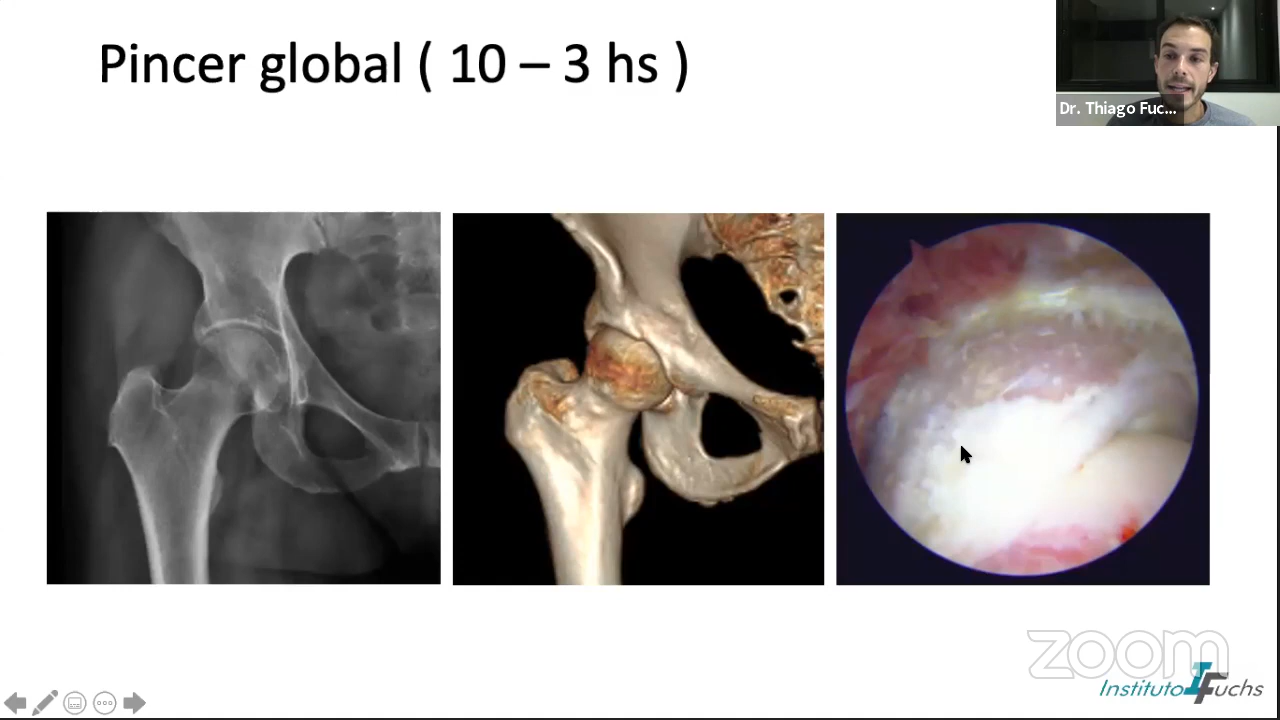 Pincer global ( 10 – 3 hs )
Dr. Thiago Fuc...
zoom
Instituto Fuchs